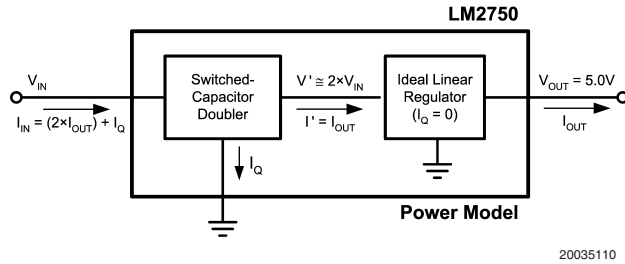 LM2750
V_IN
I_IN = (2×I_OUT) + I_Q
Switched-
Capacitor
Doubler
V' ≅ 2×V_IN
I' = I_OUT
Ideal Linear
Regulator
(I_Q = 0)
V_OUT = 5.0V
I_OUT
I_Q
Power Model
20035110